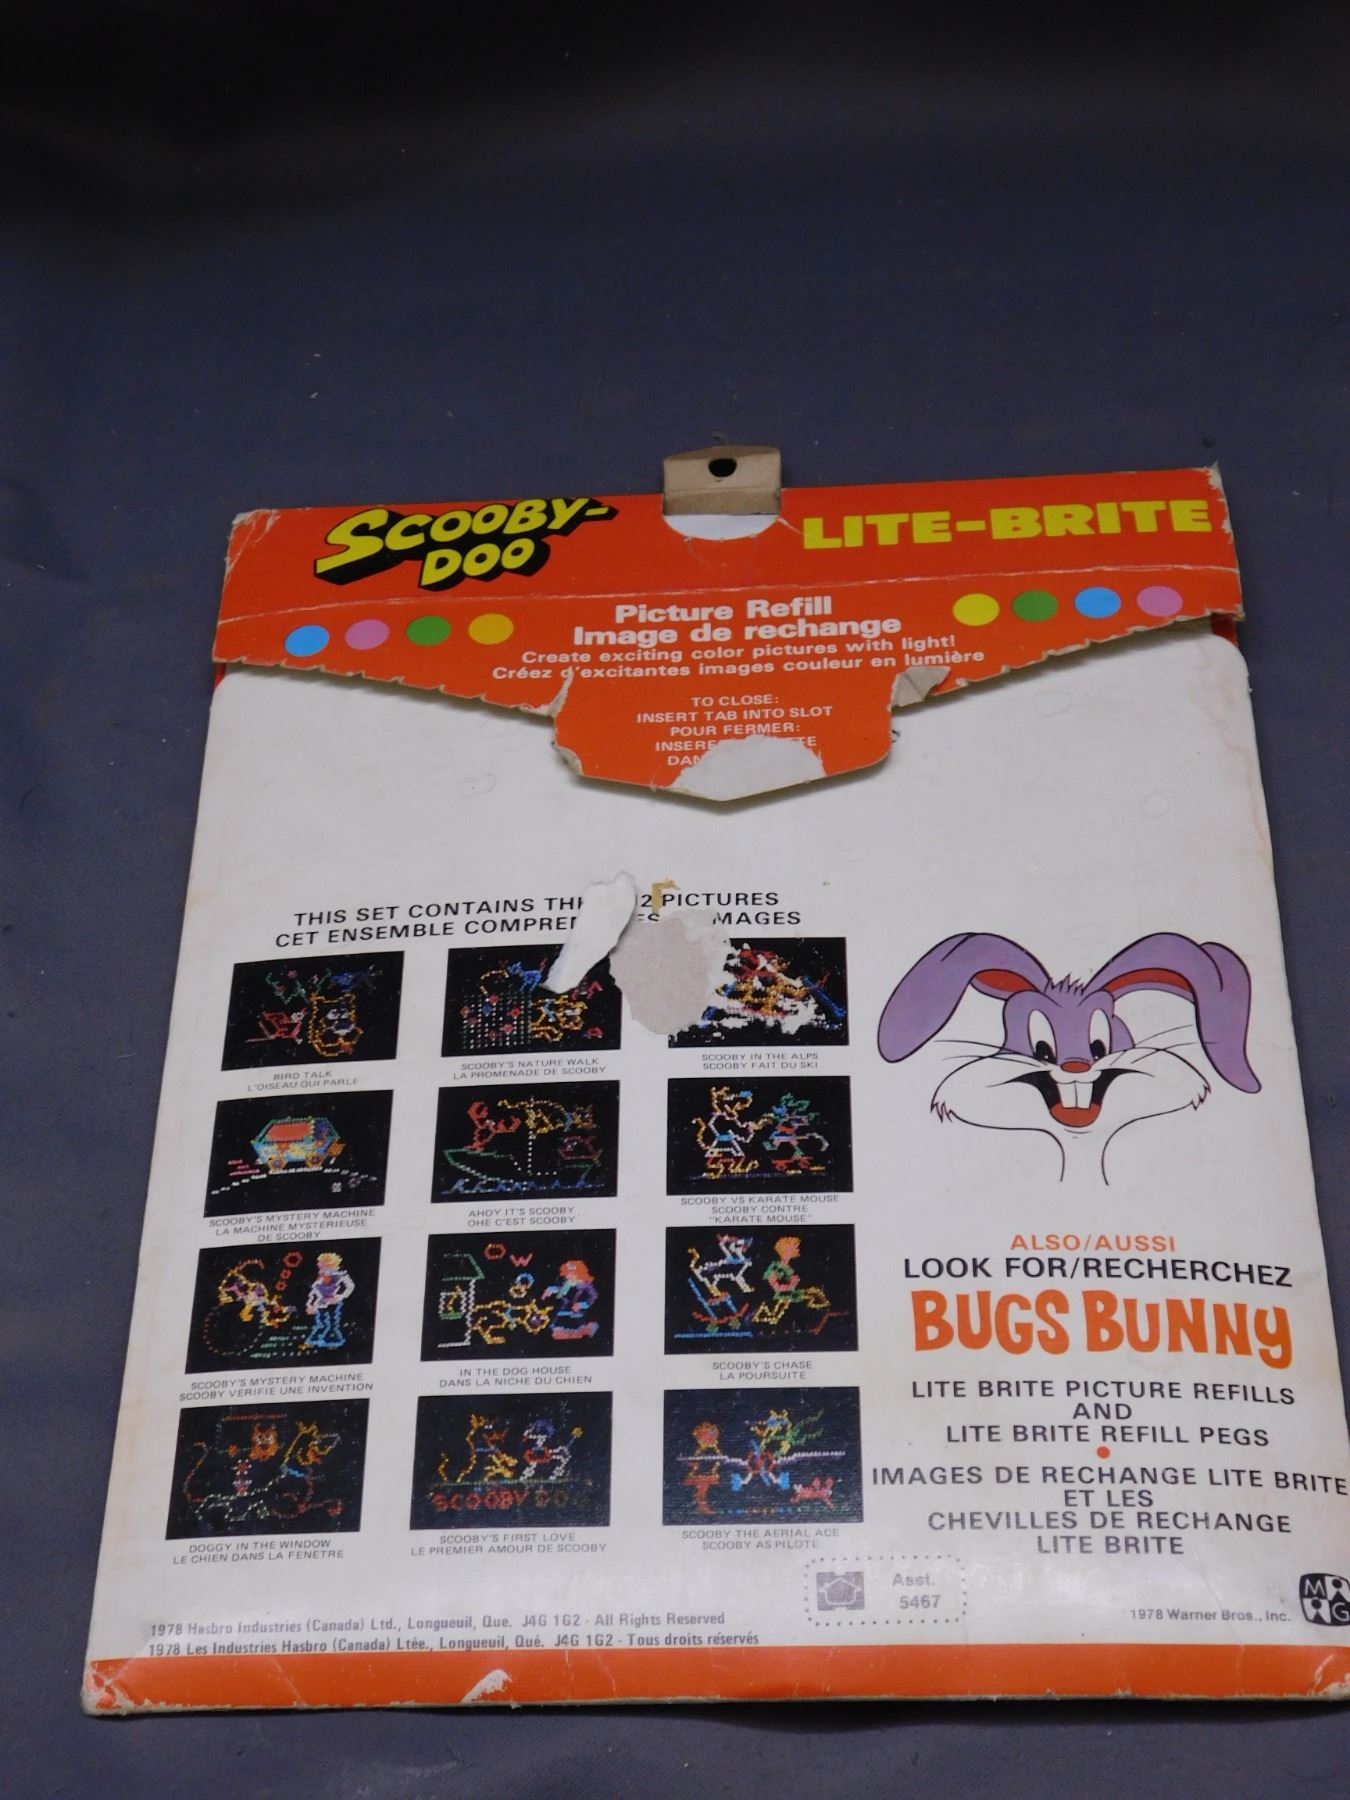 SCOOBY-
DOO
LITE-BRITE
Picture Refill
Image de rechange
Create exciting color pictures with light!
Créez d'excitantes images couleur en lumière
TO CLOSE:
INSERT TAB INTO SLOT
POUR FERMER:
THIS SET CONTAINS 12 PICTURES
CET ENSEMBLE
BIRD TALK
L'OISEAU QUI PARLE
SCOOBY'S NATURE WALK
LA PROMENADE DE SCOOBY
SCOOBY IN THE ALPS
SCOOBY FAIT DU SKI
SCOOBY'S MYSTERY MACHINE
LA MACHINE MYSTERIEUSE
DE SCOOBY
AHOY IT'S SCOOBY
OHE C'EST SCOOBY
SCOOBY VS KARATE MOUSE
SCOOBY CONTRE
"KARATE MOUSE"
SCOOBY'S MYSTERY MACHINE
SCOOBY VERIFIE UNE INVENTION
O W
IN THE DOG HOUSE
DANS LA NICHE DU CHIEN
SCOOBY'S CHASE
LA POURSUITE
DOGGY IN THE WINDOW
LE CHIEN DANS LA FENETRE
SCOOBY DOO
SCOOBY'S FIRST LOVE
LE PREMIER AMOUR DE SCOOBY
SCOOBY THE AERIAL ACE
SCOOBY AS PILOTE
ALSO/AUSSI
LOOK FOR/RECHERCHEZ
BUGS BUNNY
LITE BRITE PICTURE REFILLS
AND
LITE BRITE REFILL PEGS
IMAGES DE RECHANGE LITE BRITE
ET LES
CHEVILLES DE RECHANGE
LITE BRITE
Asst.
5467
1978 Warner Bros., Inc.
1978 Hasbro Industries (Canada) Ltd., Longueuil, Que. J4G 1G2 - All Rights Reserved
1978 Les Industries Hasbro (Canada) Ltée., Longueuil, Qué. J4G 1G2 - Tous droits réservés